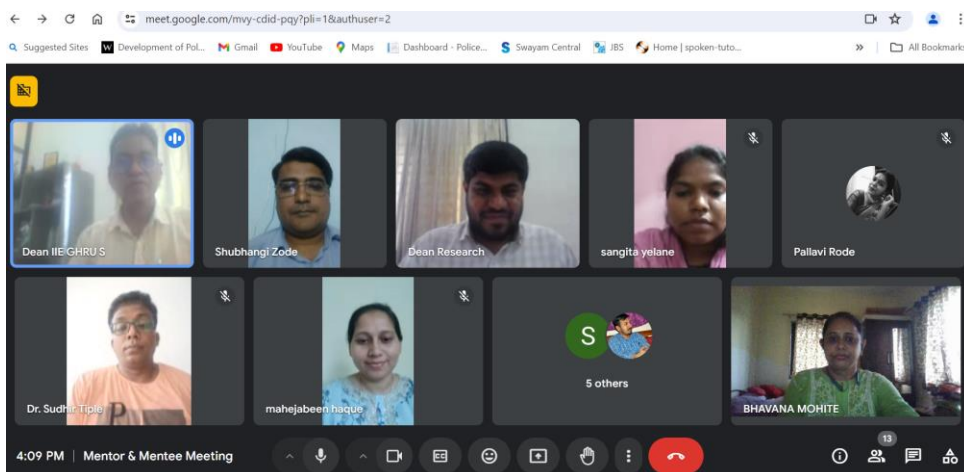 meet.google.com/mvy-cdid-pqy?pli=1&authuser=2
Suggested Sites W Development of Pol... Gmail YouTube Maps Dashboard - Police... S Swayam Central JBS Home | spoken-tuto... » All Bookmarks
Dean IIE GHRU S
Shubhangi Zode
Dean Research
sangita yelane
Pallavi Rode
Dr. Sudhir Tiple
P
mahejabeen haque
S
5 others
BHAVANA MOHITE
4:09 PM | Mentor & Mentee Meeting
CC
13